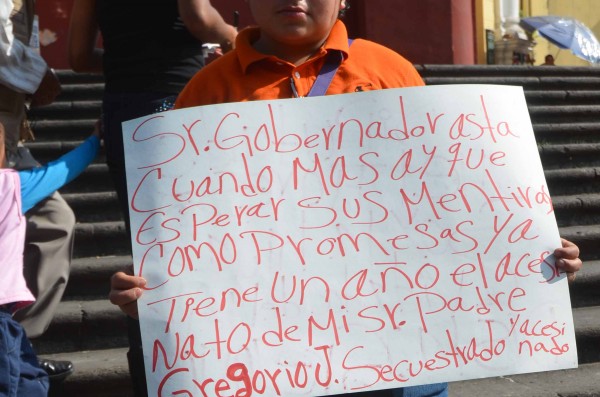 Sr. Gobernador asta
Cuando Mas ay que
Esperar sus Mentiras
Como Promesas Ya
Tiene un año el acesi
Nato de Mi sr. Padre
Gregorio J. Secuestrado y acesi
nado